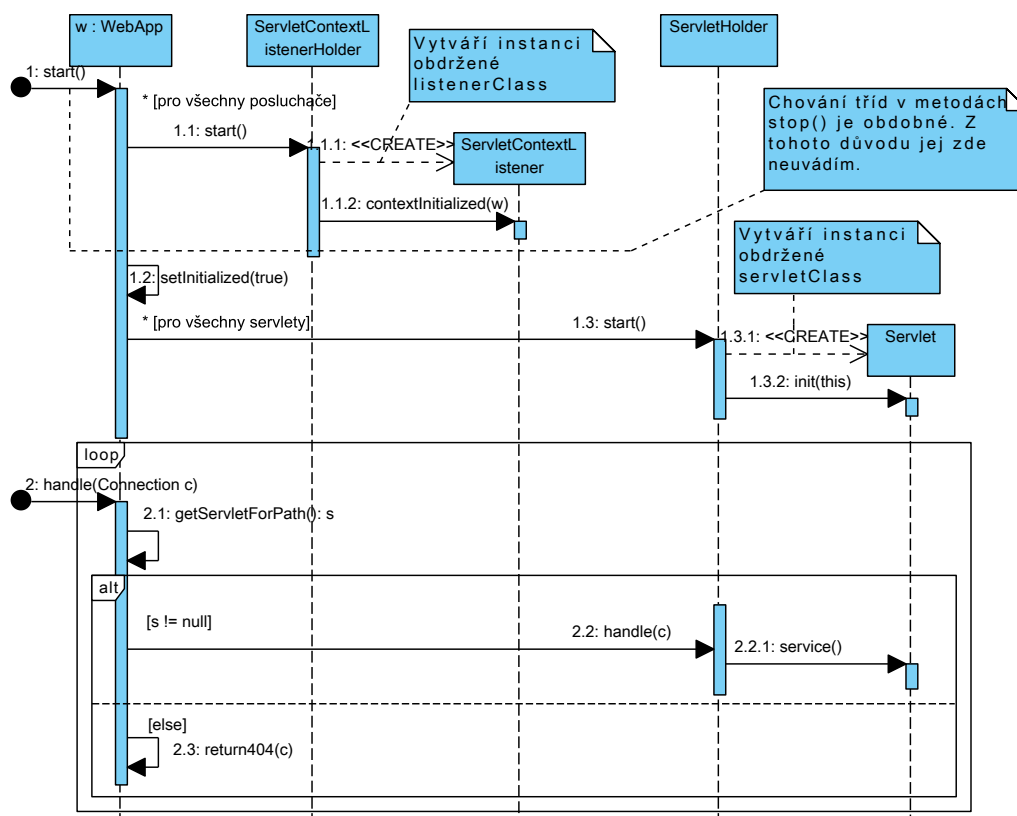 w : WebApp
ServletContextL
istenerHolder
Vytváří instanci
obdržené
listenerClass
ServletHolder
1: start()
* [pro všechny posluchače]
Chování tříd v metodách
stop() je obdobné. Z
tohoto důvodu jej zde
neuvádím.
1.1: start()
1.1.1: <<CREATE>>
ServletContextL
istener
1.1.2: contextInitialized(w)
Vytváří instanci
obdržené
servletClass
1.2: setInitialized(true)
* [pro všechny servlety]
1.3: start()
1.3.1: <<CREATE>>
Servlet
1.3.2: init(this)
loop
2: handle(Connection c)
2.1: getServletForPath(): s
alt
[s != null]
2.2: handle(c)
2.2.1: service()
[else]
2.3: return404(c)